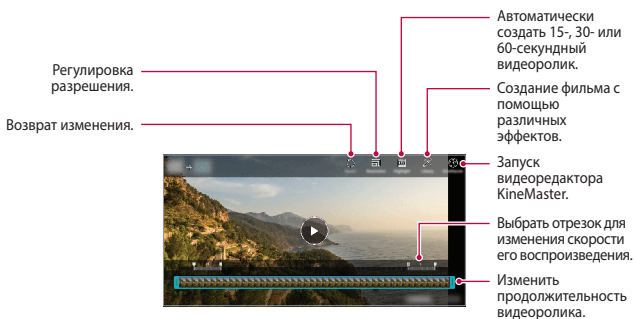 Регулировка
разрешения.
Возврат изменения.
Автоматически
создать 15-, 30- или
60-секундный
видеоролик.
Создание фильма с
помощью
различных
эффектов.
Запуск
видеоредактора
KineMaster.
Выбрать отрезок для
изменения скорости
его воспроизведения.
Изменить
продолжительность
видеоролика.